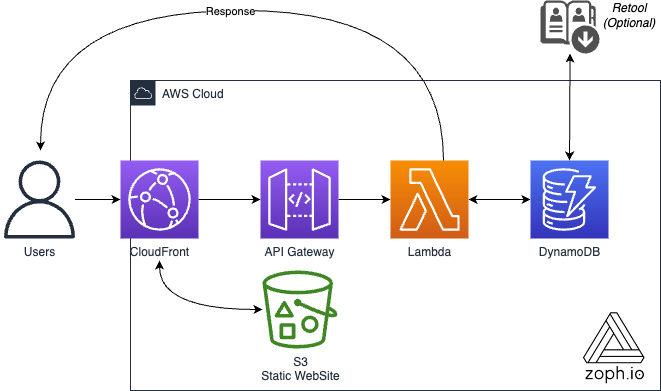 Response
Retool
(Optional)
AWS Cloud
</>
Users
CloudFront
API Gateway
Lambda
DynamoDB
S3
Static WebSite
zoph.io